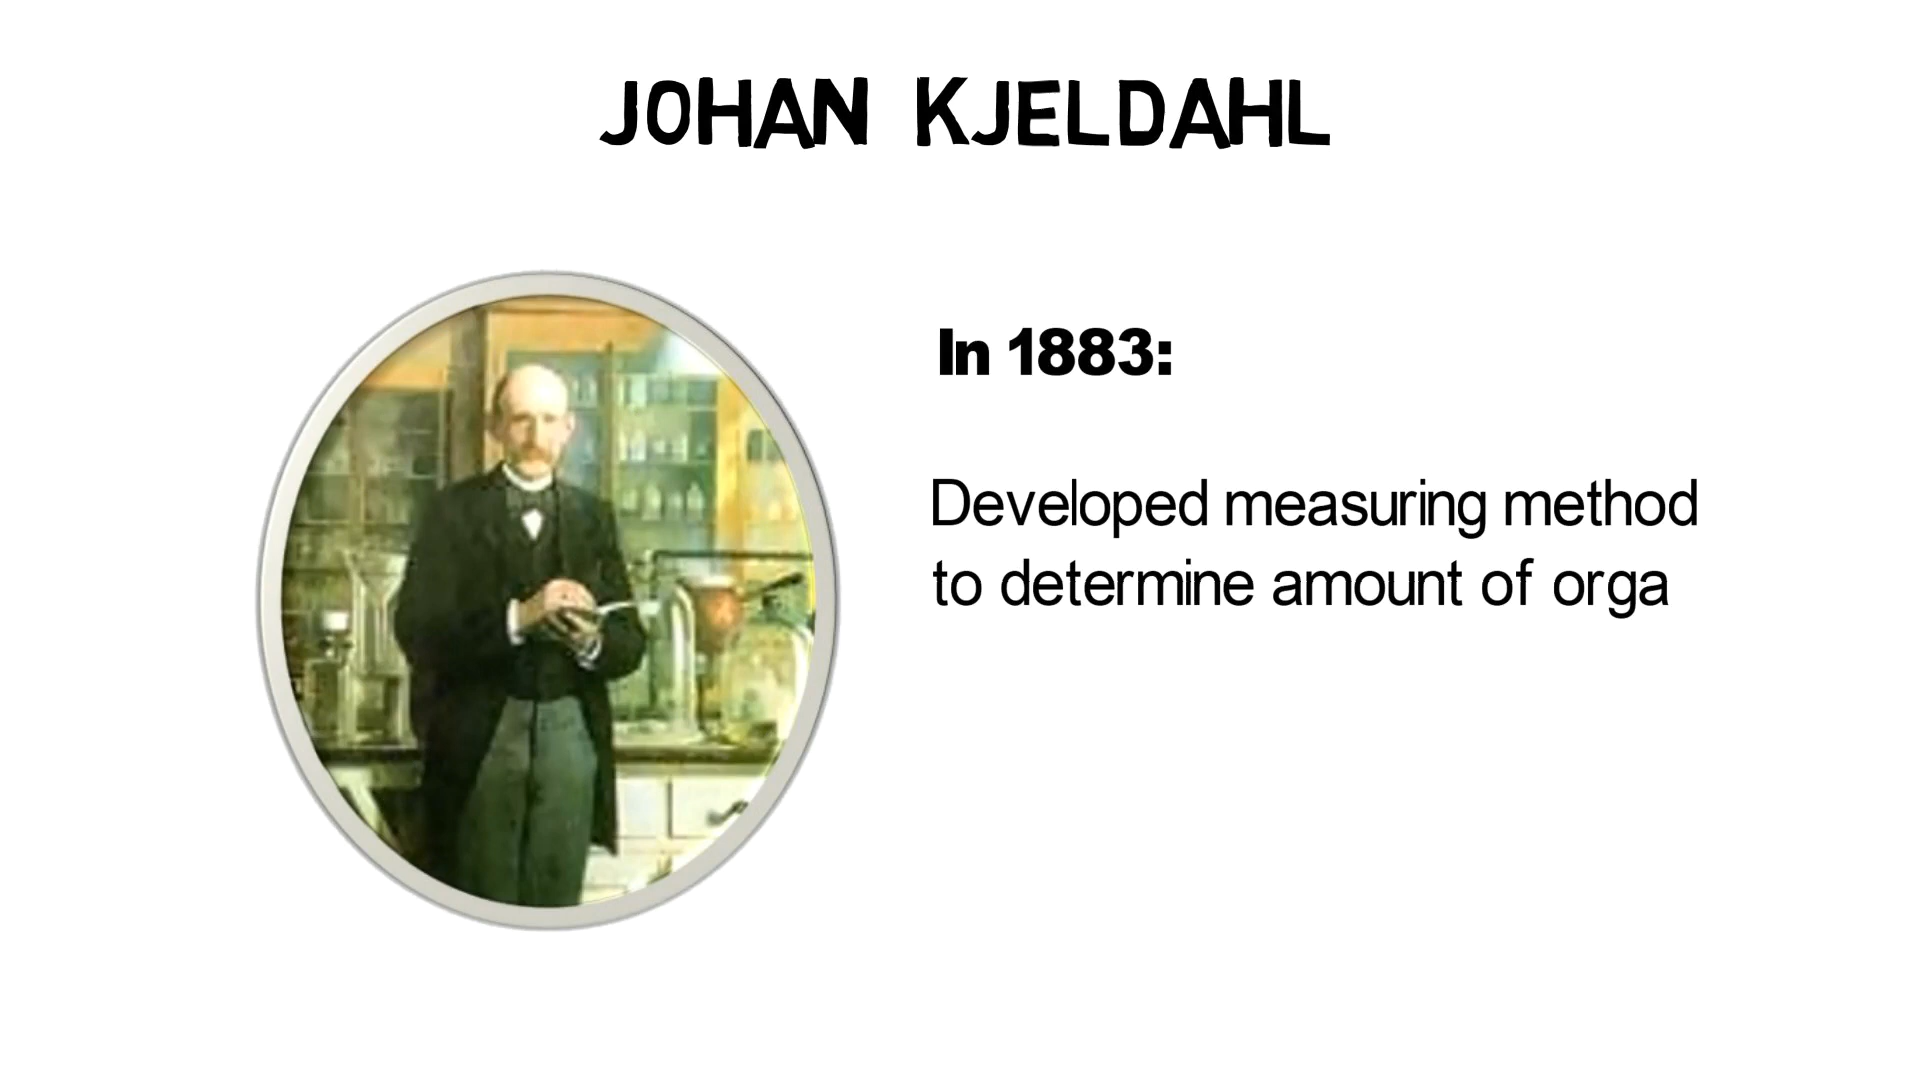 JOHAN KJELDAHL
In 1883:
Developed measuring method
to determine amount of orga